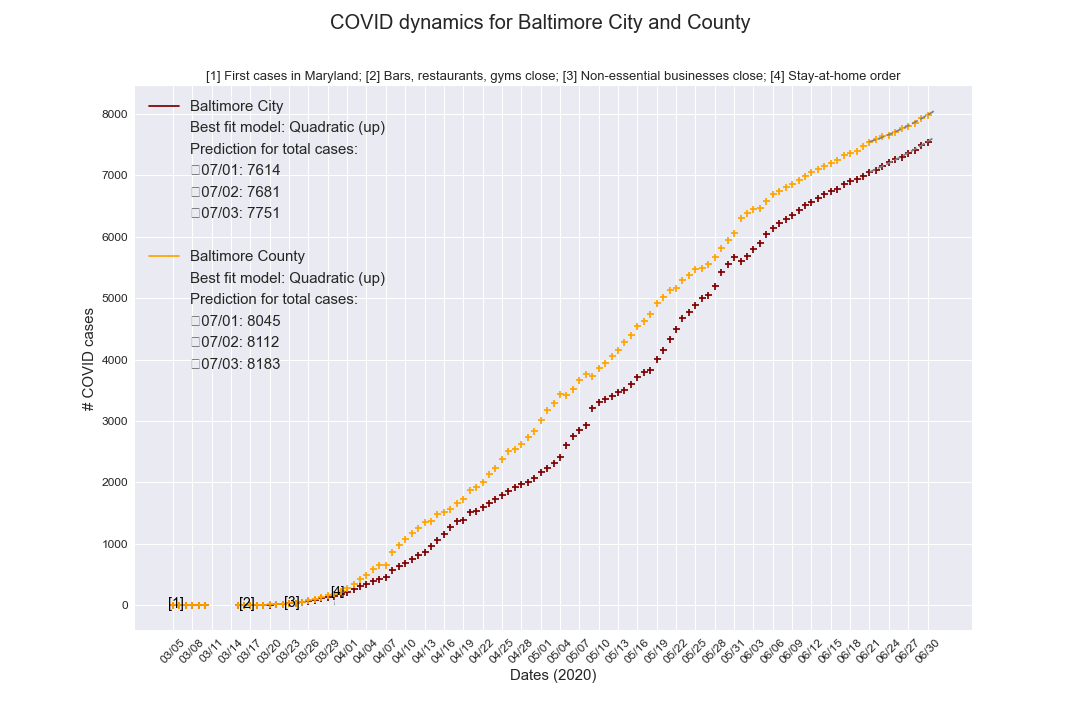 COVID dynamics for Baltimore City and County
[1] First cases in Maryland; [2] Bars, restaurants, gyms close; [3] Non-essential businesses close; [4] Stay-at-home order
Baltimore City
Best fit model: Quadratic (up)
Prediction for total cases:
07/01: 7614
07/02: 7681
07/03: 7751
Baltimore County
Best fit model: Quadratic (up)
Prediction for total cases:
07/01: 8045
07/02: 8112
07/03: 8183
# COVID cases
8000
7000
6000
5000
4000
3000
2000
1000
0
[1] [2] [3] [4]
03/05 03/08 03/11 03/14 03/17 03/20 03/23 03/26 03/29 04/01 04/04 04/07 04/10 04/13 04/16 04/19 04/22 04/25 04/28 05/01 05/04 05/07 05/10 05/13 05/16 05/19 05/22 05/25 05/28 05/31 06/03 06/06 06/09 06/12 06/15 06/18 06/21 06/24 06/27 06/30
Dates (2020)